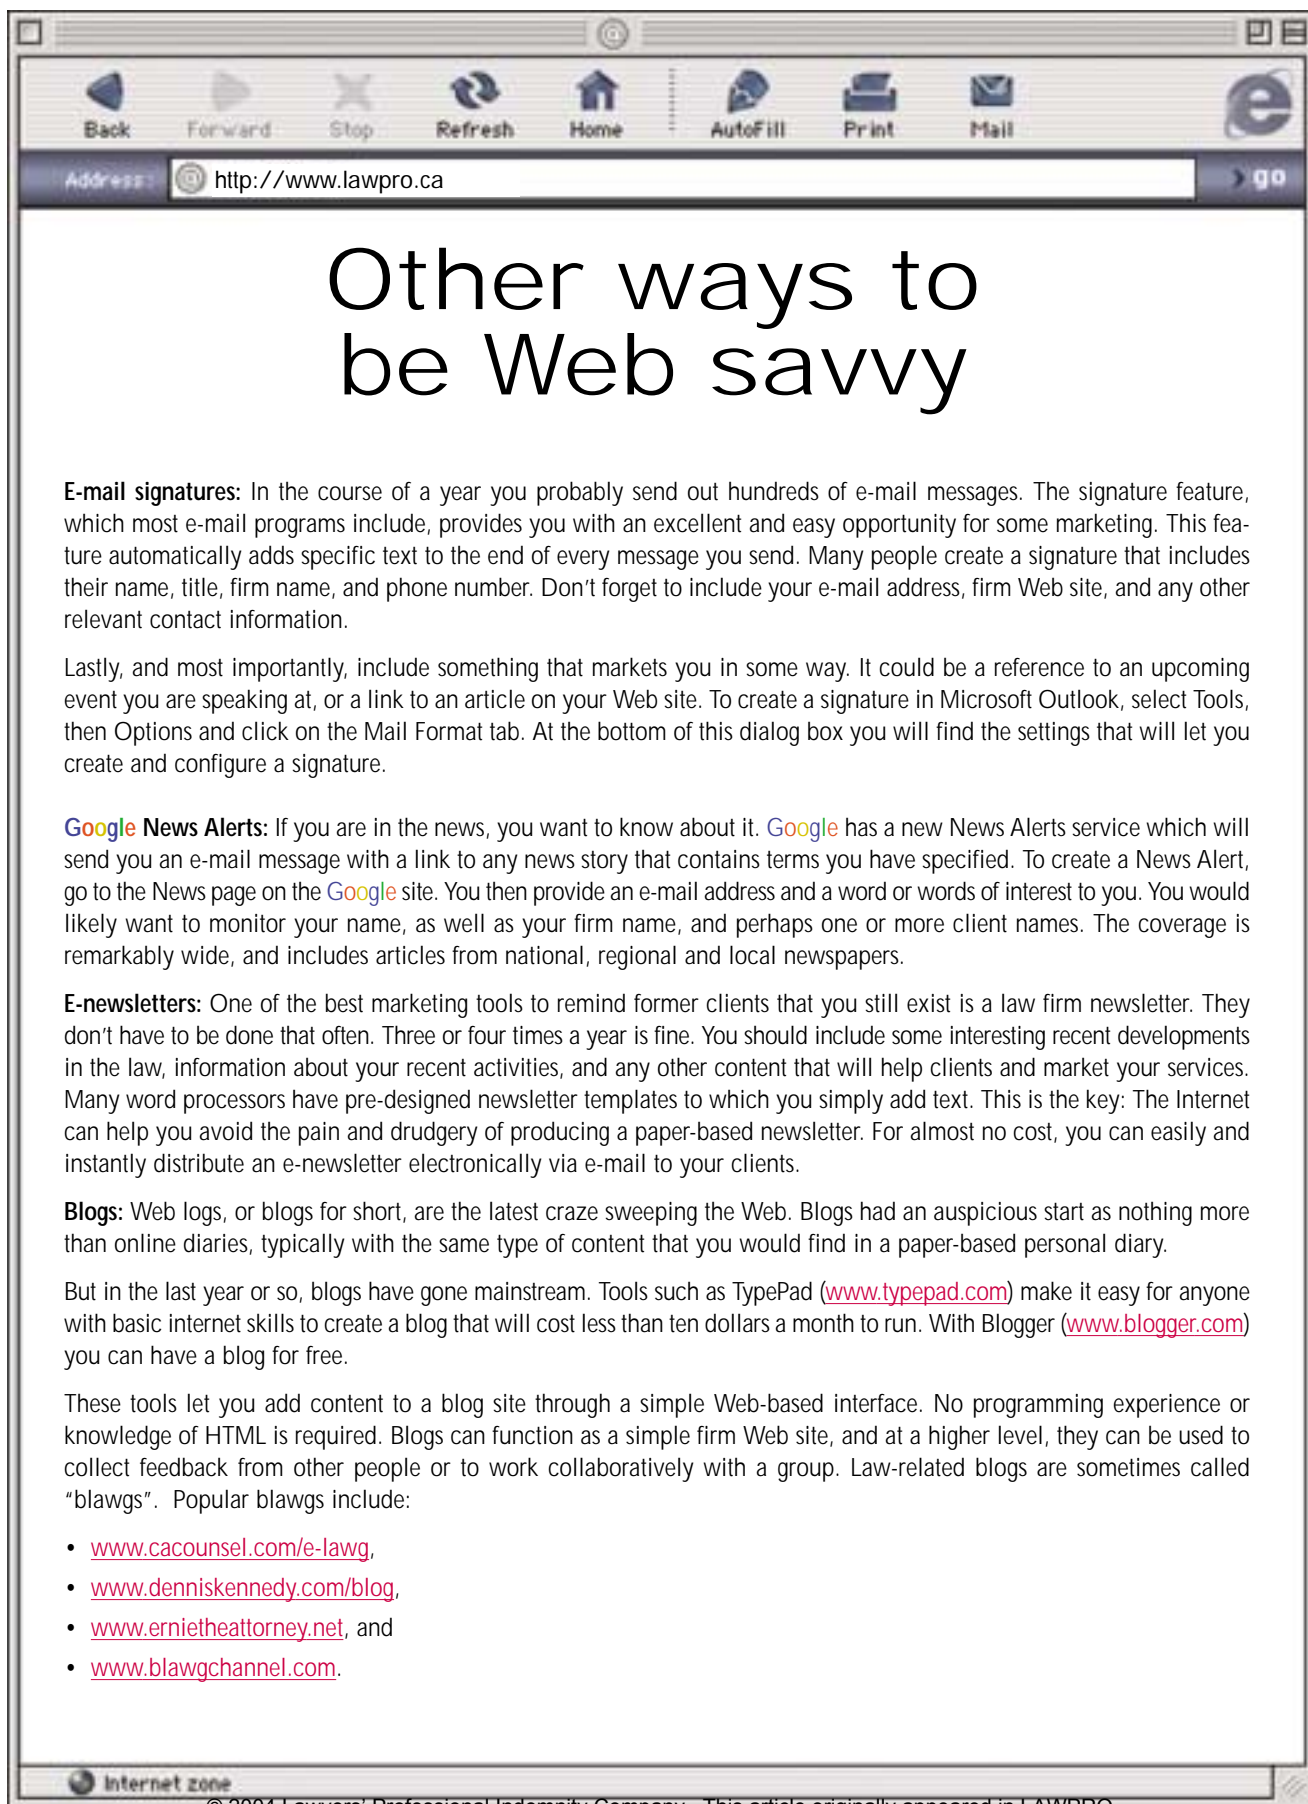 Back Forward Stop Refresh Home AutoFill Print Mail
Address: @ http://www.lawpro.ca > go
Other ways to
be Web savvy
E-mail signatures: In the course of a year you probably send out hundreds of e-mail messages. The signature feature,
which most e-mail programs include, provides you with an excellent and easy opportunity for some marketing. This fea-
ture automatically adds specific text to the end of every message you send. Many people create a signature that includes
their name, title, firm name, and phone number. Don't forget to include your e-mail address, firm Web site, and any other
relevant contact information.
Lastly, and most importantly, include something that markets you in some way. It could be a reference to an upcoming
event you are speaking at, or a link to an article on your Web site. To create a signature in Microsoft Outlook, select Tools,
then Options and click on the Mail Format tab. At the bottom of this dialog box you will find the settings that will let you
create and configure a signature.
Google News Alerts: If you are in the news, you want to know about it. Google has a new News Alerts service which will
send you an e-mail message with a link to any news story that contains terms you have specified. To create a News Alert,
go to the News page on the Google site. You then provide an e-mail address and a word or words of interest to you. You would
likely want to monitor your name, as well as your firm name, and perhaps one or more client names. The coverage is
remarkably wide, and includes articles from national, regional and local newspapers.
E-newsletters: One of the best marketing tools to remind former clients that you still exist is a law firm newsletter. They
don't have to be done that often. Three or four times a year is fine. You should include some interesting recent developments
in the law, information about your recent activities, and any other content that will help clients and market your services.
Many word processors have pre-designed newsletter templates to which you simply add text. This is the key: The Internet
can help you avoid the pain and drudgery of producing a paper-based newsletter. For almost no cost, you can easily and
instantly distribute an e-newsletter electronically via e-mail to your clients.
Blogs: Web logs, or blogs for short, are the latest craze sweeping the Web. Blogs had an auspicious start as nothing more
than online diaries, typically with the same type of content that you would find in a paper-based personal diary.
But in the last year or so, blogs have gone mainstream. Tools such as TypePad (www.typepad.com) make it easy for anyone
with basic internet skills to create a blog that will cost less than ten dollars a month to run. With Blogger (www.blogger.com)
you can have a blog for free.
These tools let you add content to a blog site through a simple Web-based interface. No programming experience or
knowledge of HTML is required. Blogs can function as a simple firm Web site, and at a higher level, they can be used to
collect feedback from other people or to work collaboratively with a group. Law-related blogs are sometimes called
"blawgs". Popular blawgs include:
• www.cacounsel.com/e-lawg,
• www.denniskennedy.com/blog,
• www.ernietheattorney.net, and
• www.blawgchannel.com.
Internet zone
© 2004 Lawyers' Professional Indemnity Company. This article originally appeared in LAWPRO